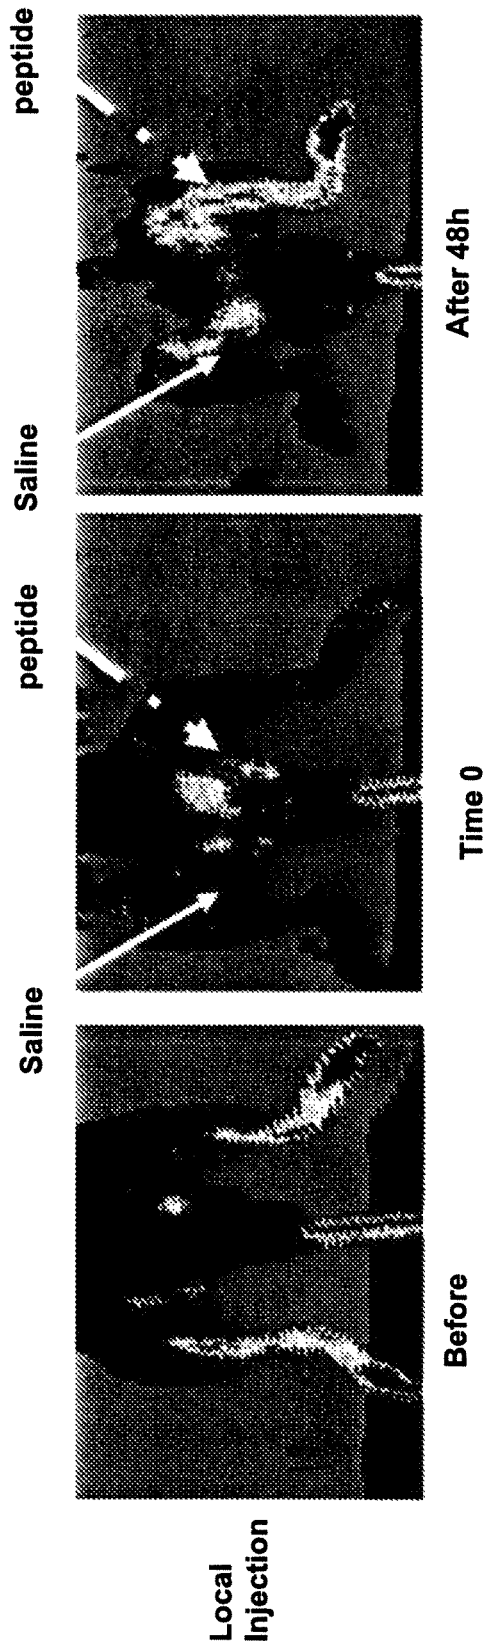 Local
Injection
Before
Saline
peptide
Time 0
Saline
peptide
After 48h